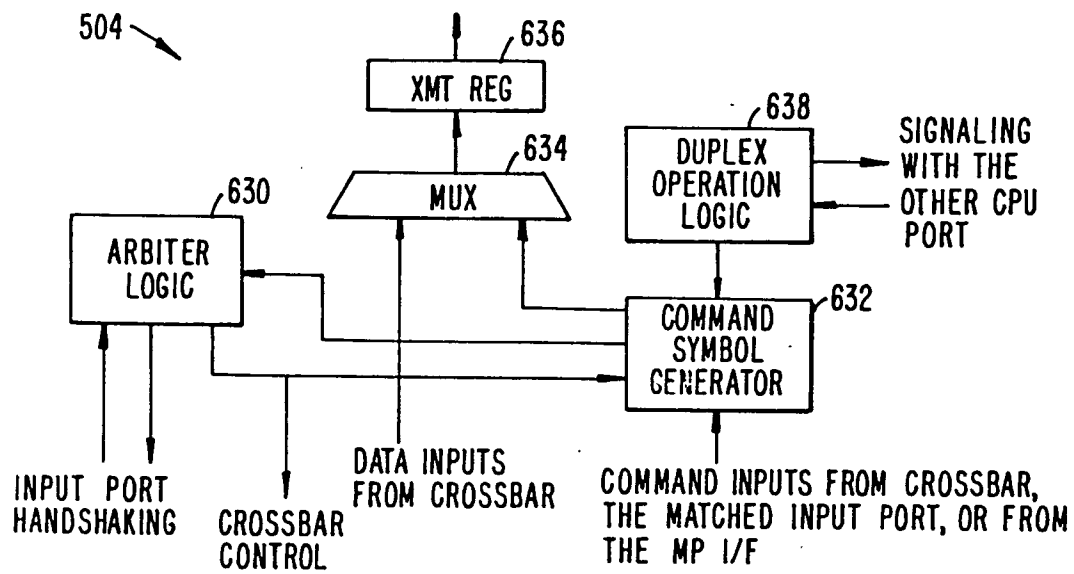 504
636
XMT REG
638
DUPLEX
OPERATION
LOGIC
SIGNALING
WITH THE
OTHER CPU
PORT
634
MUX
630
ARBITER
LOGIC
632
COMMAND
SYMBOL
GENERATOR
INPUT PORT
HANDSHAKING
CROSSBAR
CONTROL
DATA INPUTS
FROM CROSSBAR
COMMAND INPUTS FROM CROSSBAR,
THE MATCHED INPUT PORT, OR FROM
THE MP I/F